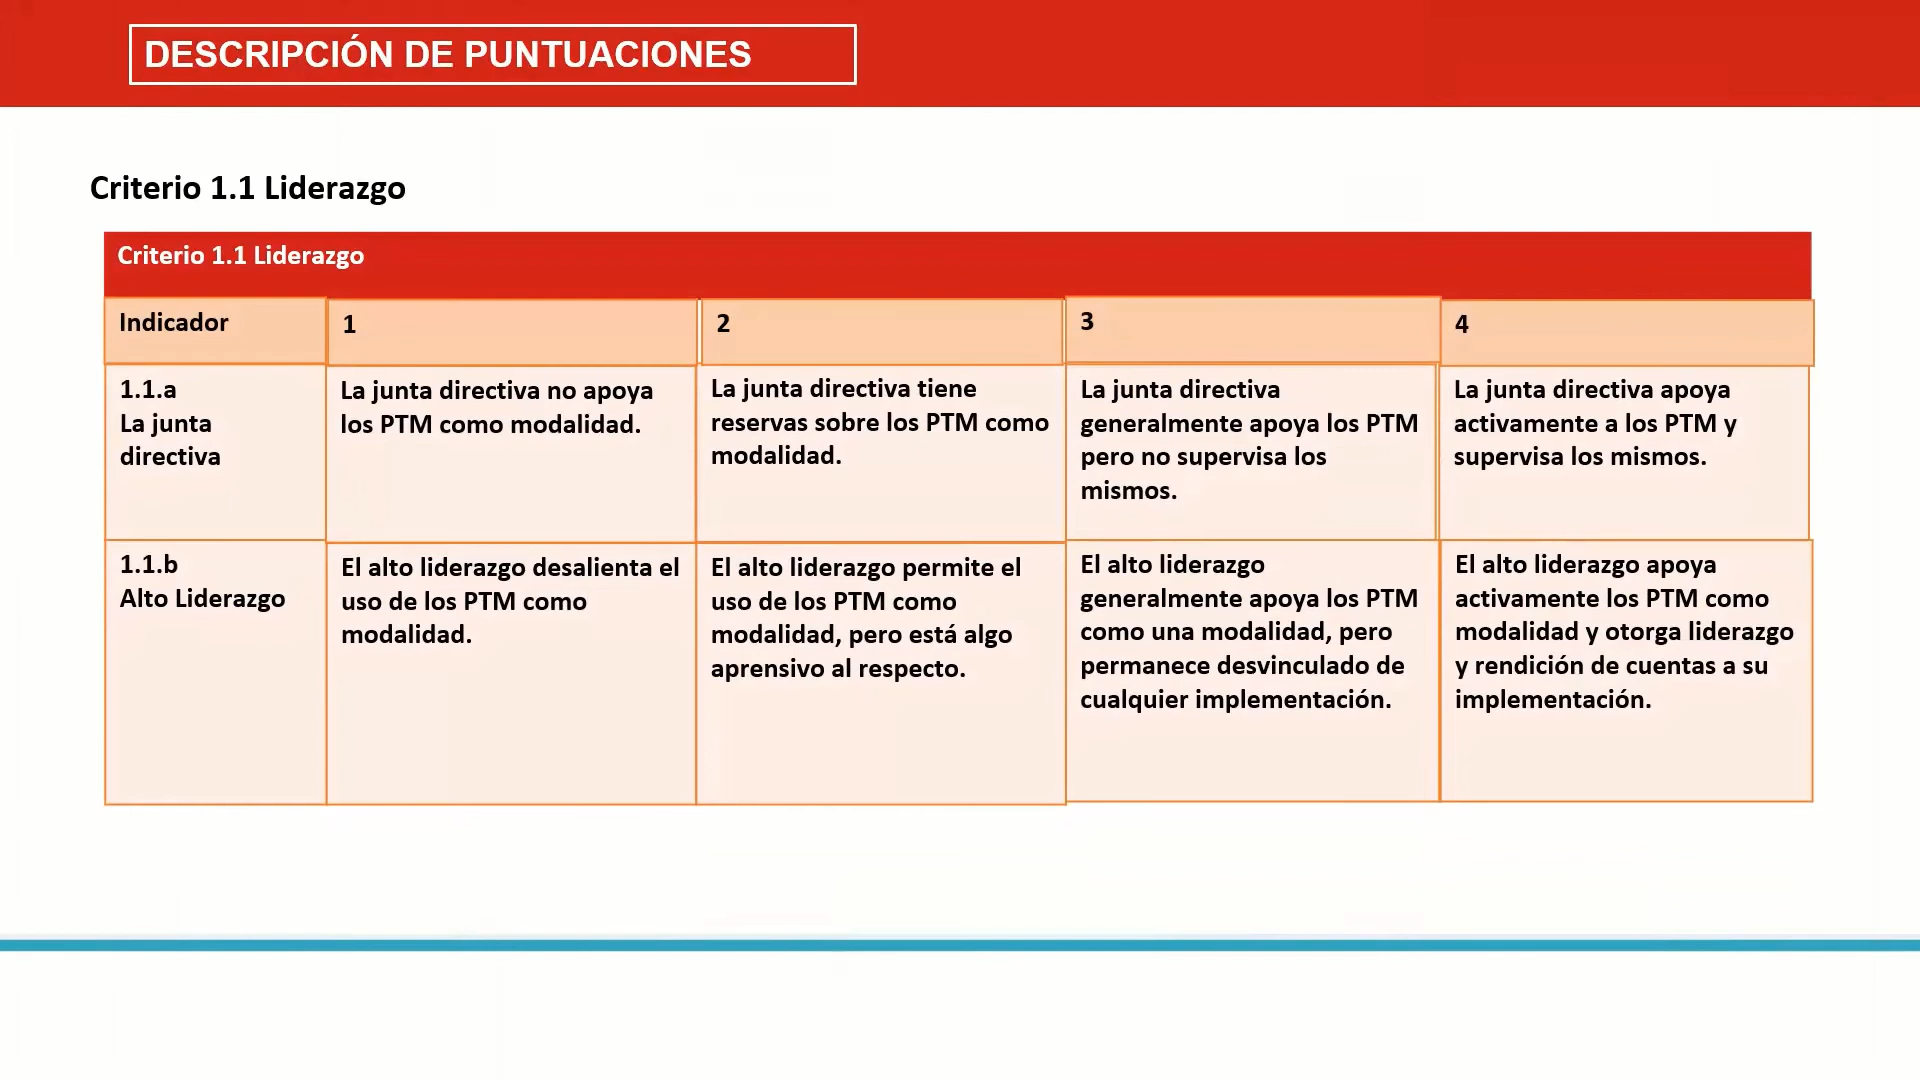 DESCRIPCIÓN DE PUNTUACIONES
Criterio 1.1 Liderazgo
Criterio 1.1 Liderazgo
Indicador
1
2
3
4
1.1.a
La junta
directiva
La junta directiva no apoya
los PTM como modalidad.
La junta directiva tiene
reservas sobre los PTM como
modalidad.
La junta directiva
generalmente apoya los PTM
pero no supervisa los
mismos.
La junta directiva apoya
activamente a los PTM y
supervisa los mismos.
1.1.b
Alto Liderazgo
El alto liderazgo desalienta el
uso de los PTM como
modalidad.
El alto liderazgo permite el
uso de los PTM como
modalidad, pero está algo
aprensivo al respecto.
El alto liderazgo
generalmente apoya los PTM
como una modalidad, pero
permanece desvinculado de
cualquier implementación.
El alto liderazgo apoya
activamente los PTM como
modalidad y otorga liderazgo
y rendición de cuentas a su
implementación.